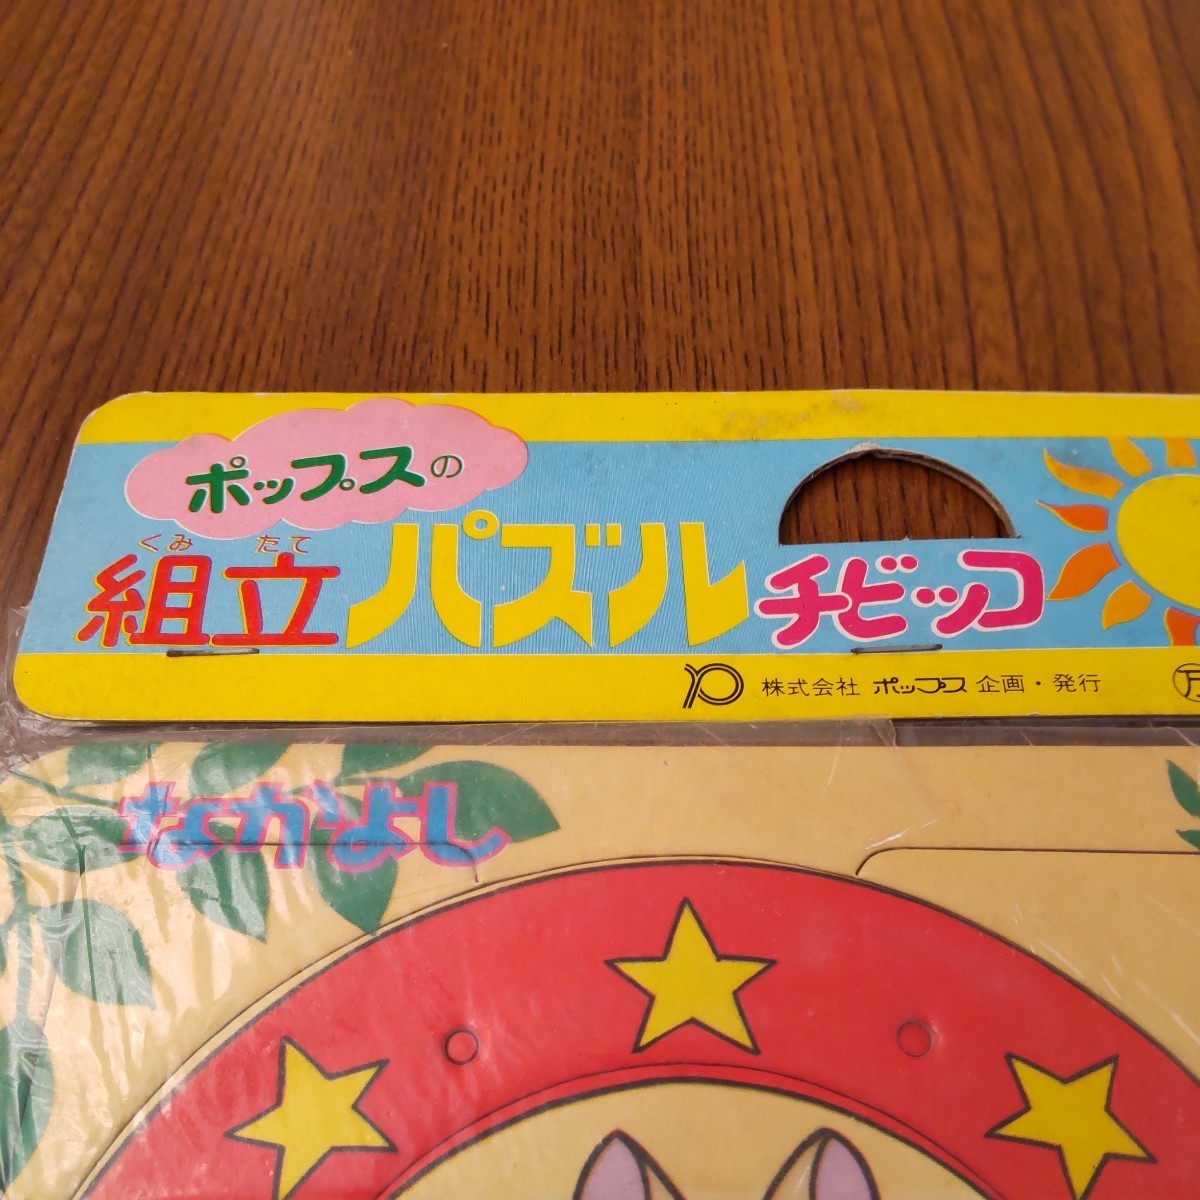 ポップスの
くみ たて
組立パズルチビッコ
株式会社 ポップス 企画・発行
なかよし